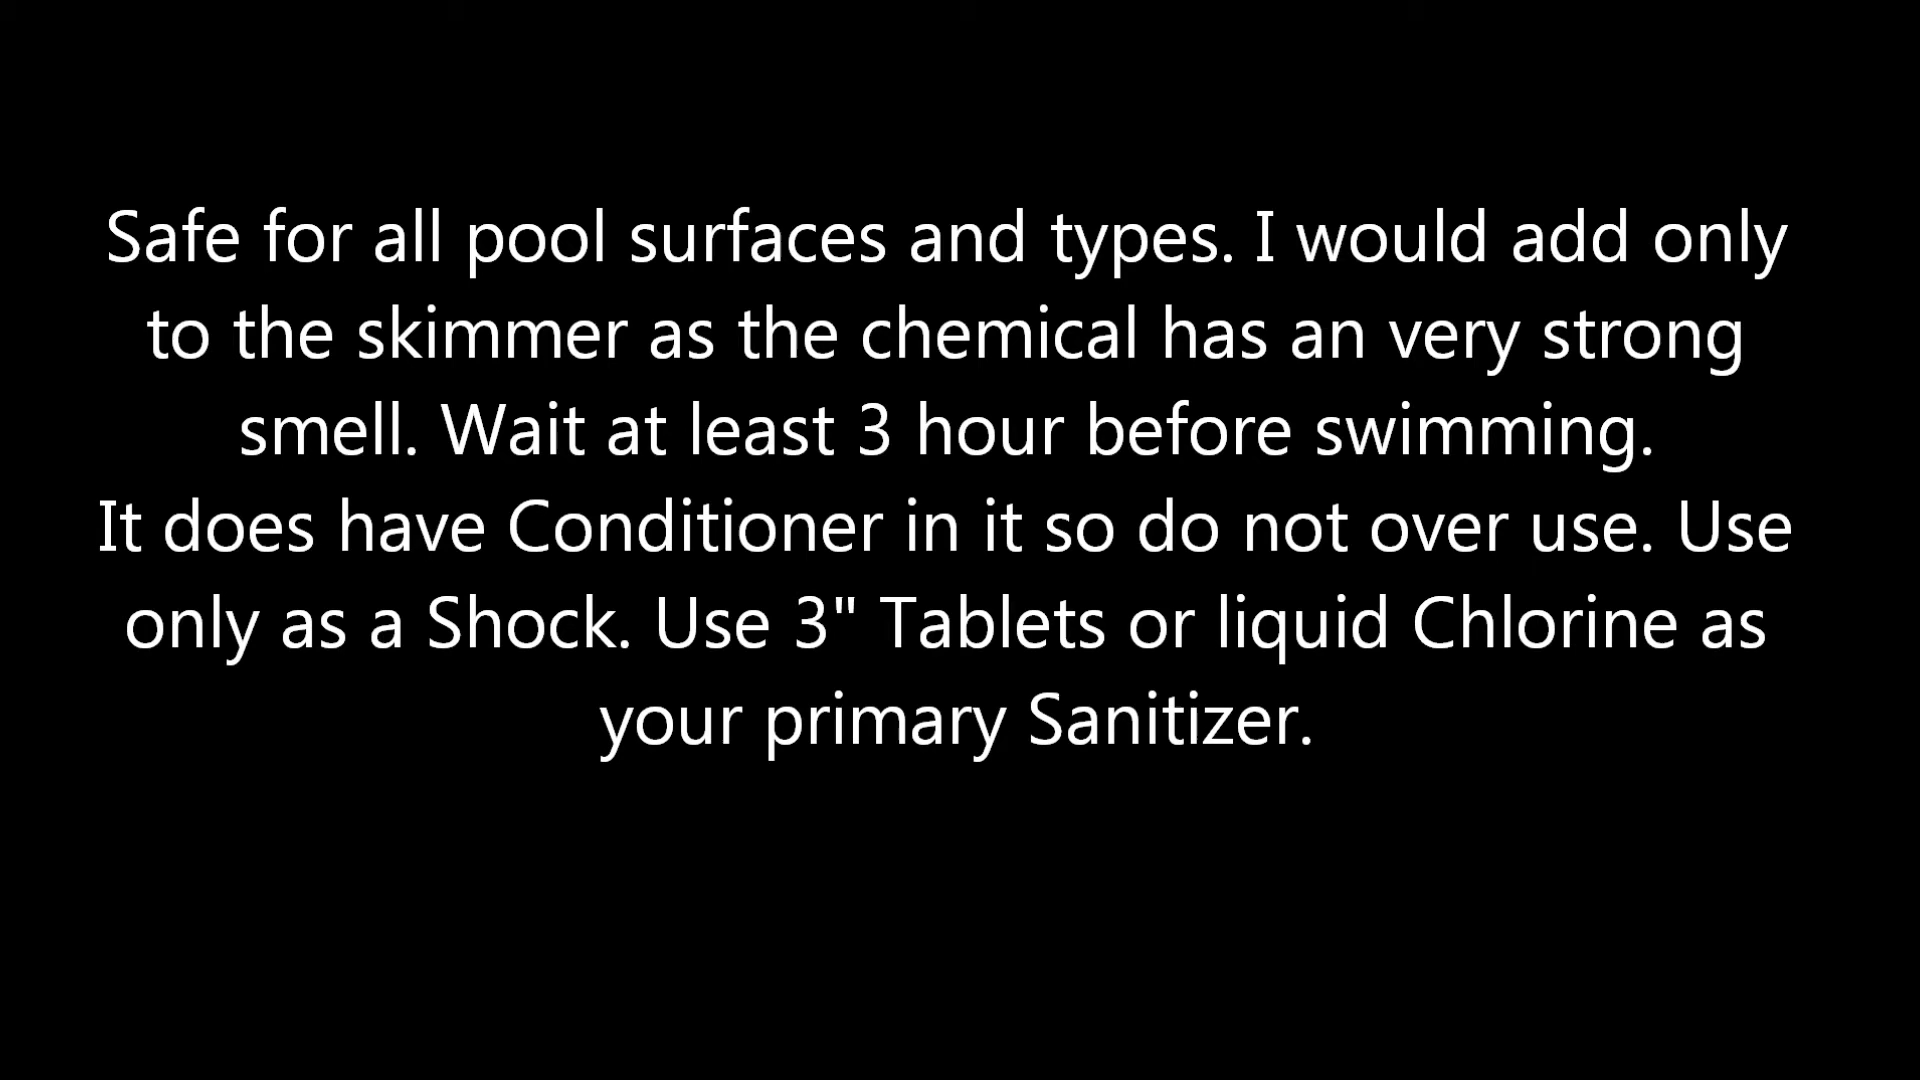 Safe for all pool surfaces and types. I would add only
to the skimmer as the chemical has an very strong
smell. Wait at least 3 hour before swimming.
It does have Conditioner in it so do not over use. Use
only as a Shock. Use 3" Tablets or liquid Chlorine as
your primary Sanitizer.